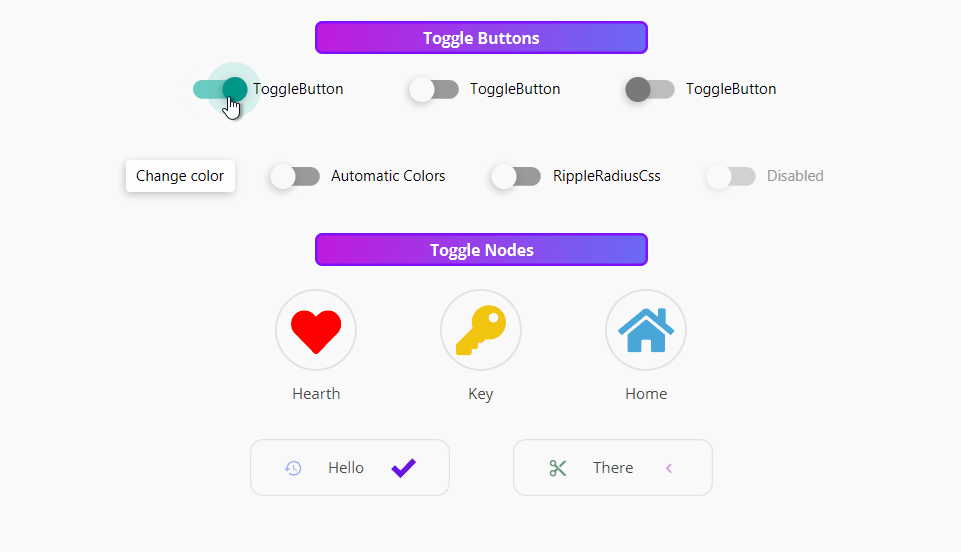 Toggle Buttons
ToggleButton ToggleButton ToggleButton
Change color Automatic Colors RippleRadiusCss Disabled
Toggle Nodes
Hearth Key Home
Hello There